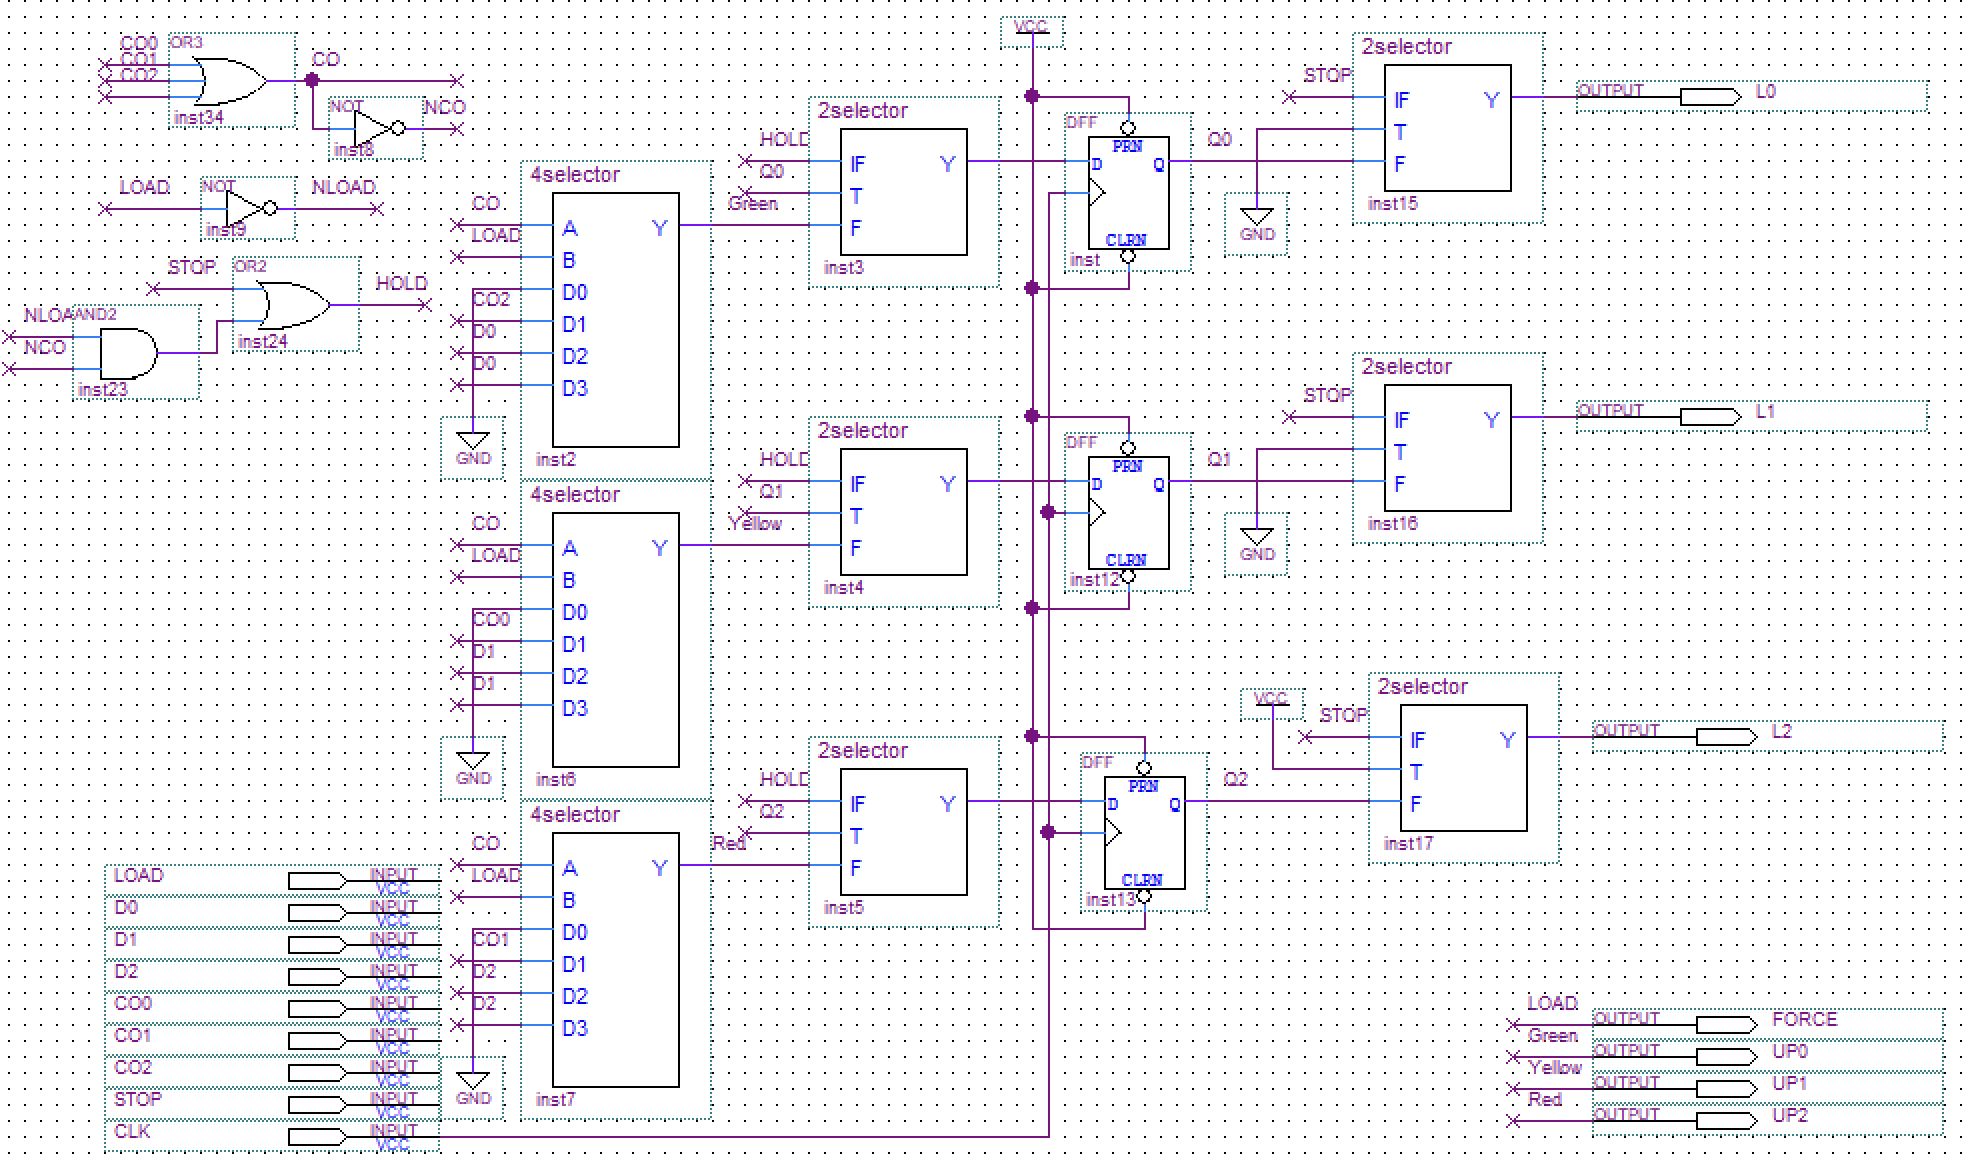 CO0
CO1
CO2
OR3
inst34
CO
NOT
inst8
NCO
LOAD
NOT
inst9
NLOAD
STOP
OR2
inst24
HOLD
NLOA
NCO
AND2
inst23
4selector
CO
LOAD
CO2
D0
D0
A
B
D0
D1
D2
D3
Y
GND
inst2
4selector
CO
LOAD
CO0
D1
D1
A
B
D0
D1
D2
D3
Y
GND
inst6
4selector
CO
LOAD
CO1
D2
D2
A
B
D0
D1
D2
D3
Y
GND
inst7
2selector
HOLD
Q0
Green
IF
T
F
Y
inst3
2selector
HOLD
Q1
Yellow
IF
T
F
Y
inst4
2selector
HOLD
Q2
Red
IF
T
F
Y
inst5
VCC
DFF
PRN
D
Q
CLRN
inst
Q0
DFF
PRN
D
Q
CLRN
inst12
Q1
DFF
PRN
D
Q
CLRN
inst13
Q2
2selector
STOP
IF
T
F
Y
GND
inst15
OUTPUT
L0
2selector
STOP
IF
T
F
Y
GND
inst16
OUTPUT
L1
2selector
VCC
STOP
IF
T
F
Y
inst17
OUTPUT
L2
LOAD INPUT
VCC
D0 INPUT
VCC
D1 INPUT
VCC
D2 INPUT
VCC
CO0 INPUT
VCC
CO1 INPUT
VCC
CO2 INPUT
VCC
STOP INPUT
VCC
CLK INPUT
VCC
LOAD
OUTPUT FORCE
Green
OUTPUT UP0
Yellow
OUTPUT UP1
Red
OUTPUT UP2